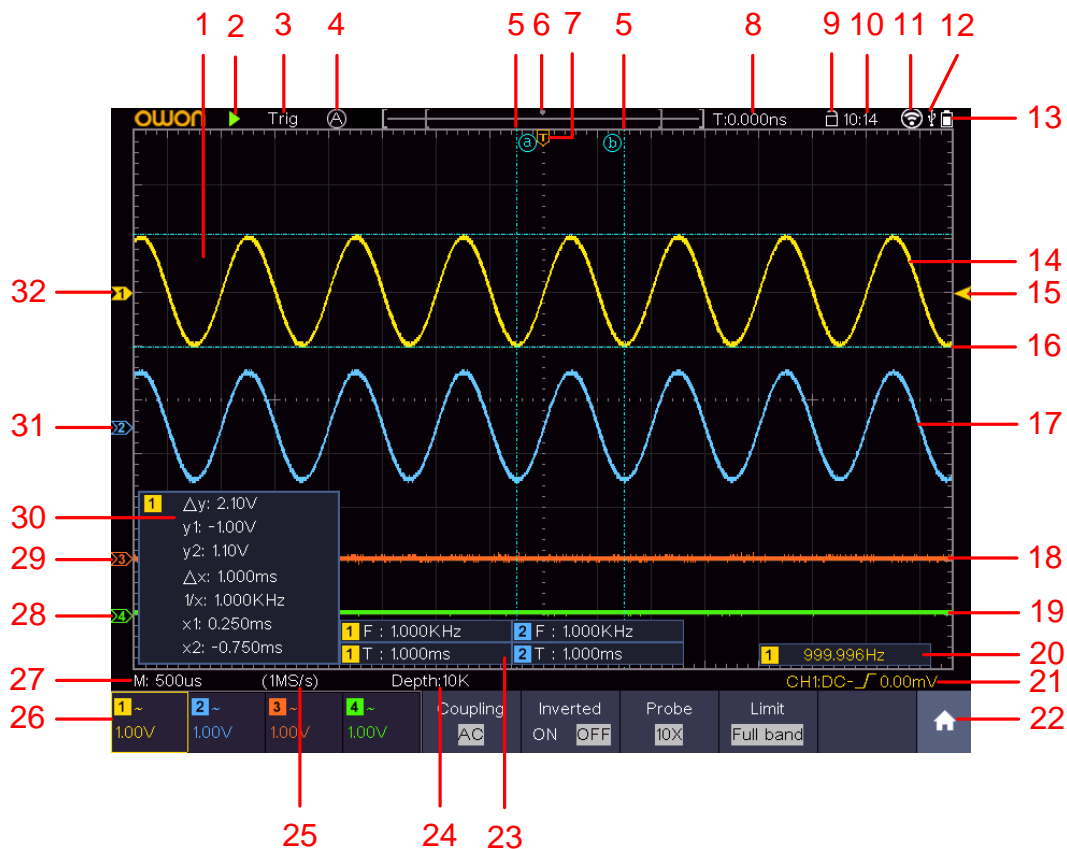 1 2 3 4 5 6 7 5 8 9 10 11 12
owon Trig A T:0.000ns 10:14
13
a T b
14
32 1 15
16
31 2 17
1 △y: 2.10V
30 y1: -1.00V
y2: 1.10V
29 3 18
△x: 1.000ms
1/x: 1.000KHz
28 4 19
x1: 0.250ms
x2: -0.750ms
1 F : 1.000KHz 2 F : 1.000KHz
1 T : 1.000ms 2 T : 1.000ms
1 999.996Hz 20
27 M: 500us (1MS/s) Depth:10K CH1:DC- 0.00mV 21
26 1 ~ 2 ~ 3 ~ 4 ~ Coupling Inverted Probe Limit 22
1.00V 1.00V 1.00V 1.00V AC ON OFF 10X Full band
25 24 23